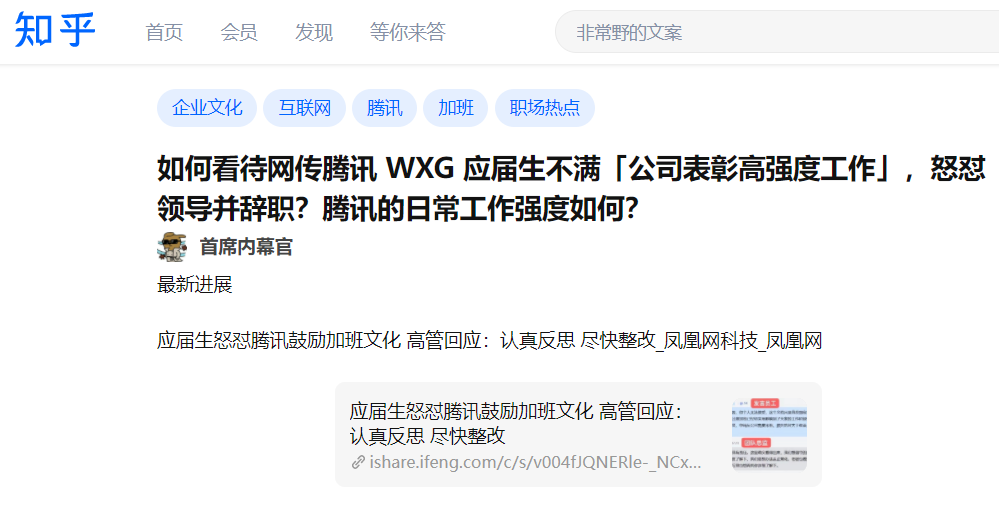 知乎 首页 会员 发现 等你来答 非常野的文案
企业文化 互联网 腾讯 加班 职场热点
如何看待网传腾讯 WXG 应届生不满「公司表彰高强度工作」,怒怼
领导并辞职?腾讯的日常工作强度如何?
首席内幕官
最新进展
应届生怒怼腾讯鼓励加班文化 高管回应:认真反思 尽快整改_凤凰网科技_凤凰网
应届生怒怼腾讯鼓励加班文化 高管回应:
认真反思 尽快整改
ishare.ifeng.com/c/s/v004fJQNERle-_NCx...